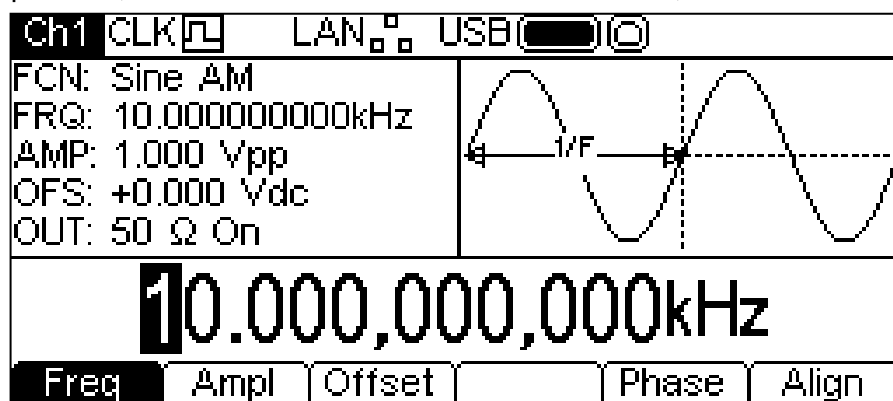 Ch1 CLK LAN USB
FCN: Sine AM
FRQ: 10.000000000kHz
AMP: 1.000 Vpp
OFS: +0.000 Vdc
OUT: 50 Ω On
1/F
10.000,000,000kHz
Freq Ampl Offset Phase Align